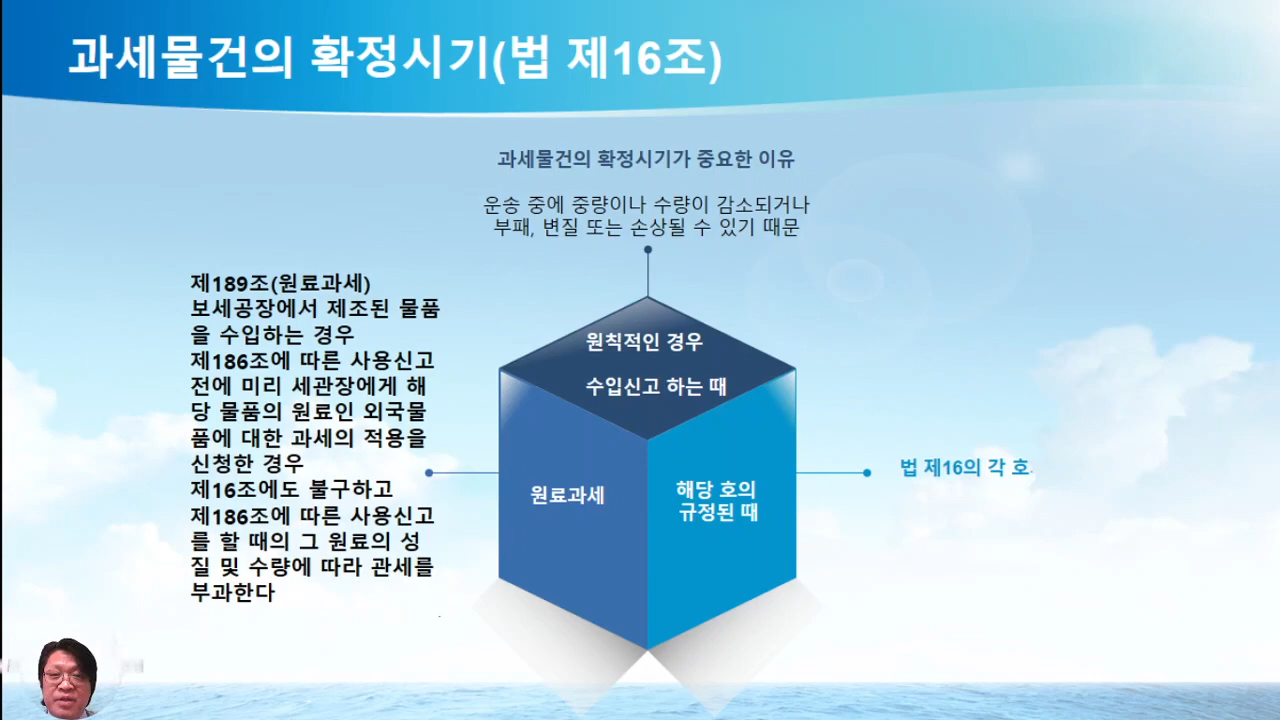 과세물건의 확정시기(법 제16조)
과세물건의 확정시기가 중요한 이유
운송 중에 중량이나 수량이 감소되거나
부패, 변질 또는 손상될 수 있기 때문
제189조(원료과세)
보세공장에서 제조된 물품
을 수입하는 경우
제186조에 따른 사용신고
전에 미리 세관장에게 해
당 물품의 원료인 외국물
품에 대한 과세의 적용을
신청한 경우
제16조에도 불구하고
제186조에 따른 사용신고
를 할 때의 그 원료의 성
질 및 수량에 따라 관세를
부과한다
원칙적인 경우
수입신고 하는 때
원료과세
해당 호의
규정된 때
법 제16의 각 호